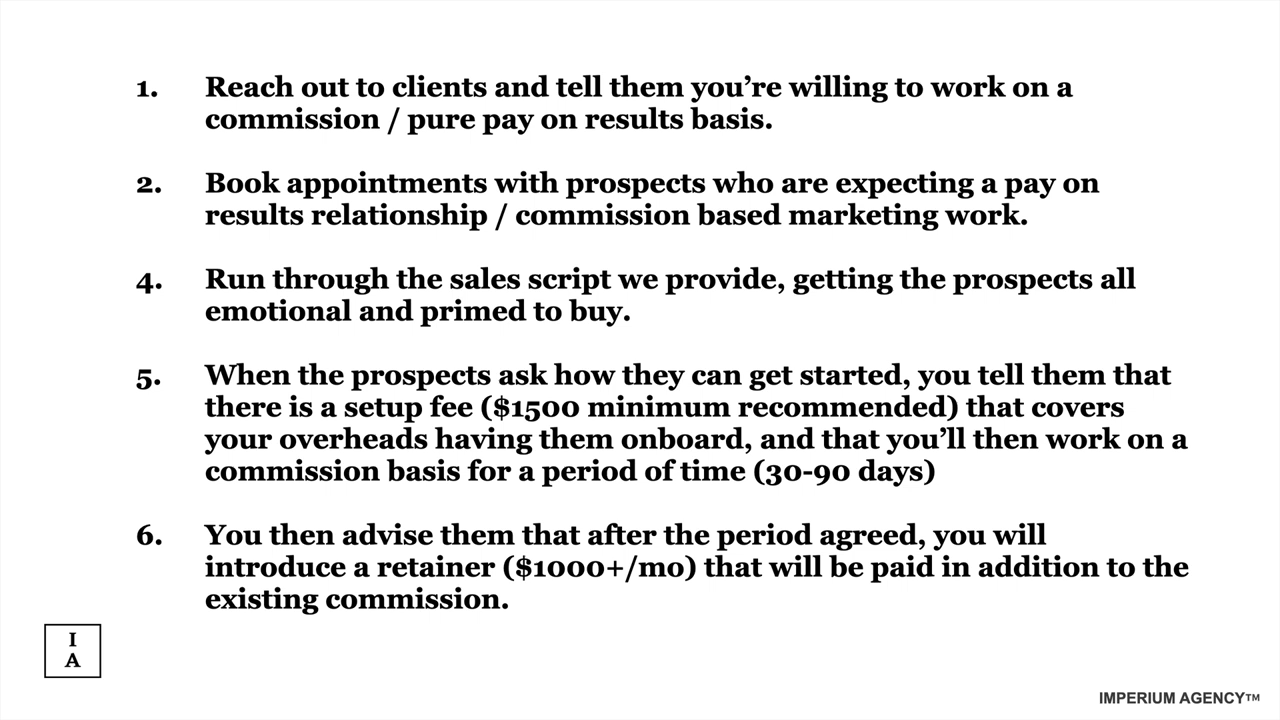 1. Reach out to clients and tell them you’re willing to work on a
commission / pure pay on results basis.
2. Book appointments with prospects who are expecting a pay on
results relationship / commission based marketing work.
4. Run through the sales script we provide, getting the prospects all
emotional and primed to buy.
5. When the prospects ask how they can get started, you tell them that
there is a setup fee ($1500 minimum recommended) that covers
your overheads having them onboard, and that you’ll then work on a
commission basis for a period of time (30-90 days)
6. You then advise them that after the period agreed, you will
introduce a retainer ($1000+/mo) that will be paid in addition to the
existing commission.
I
A
IMPERIUM AGENCY™